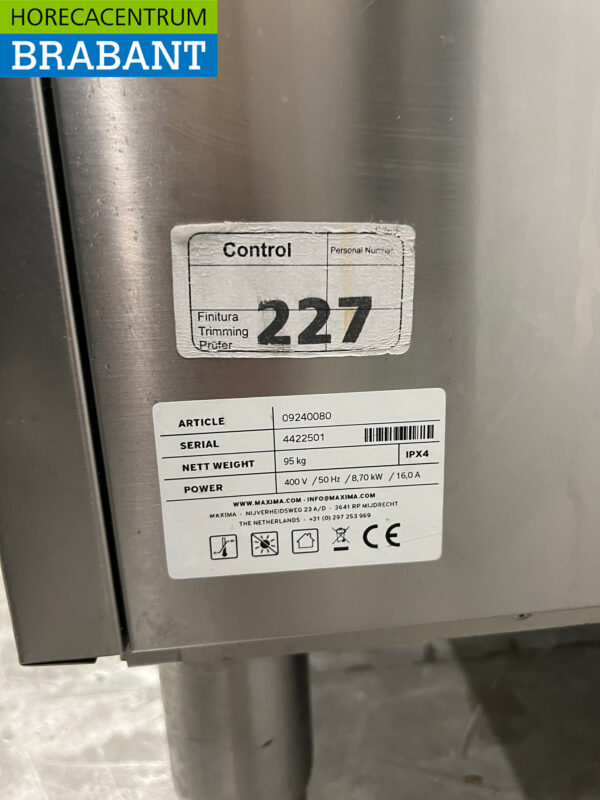 HORECACENTRUM
BRABANT
Control Personal Number
Finitura
Trimming 227
Prüfer
ARTICLE 09240080
SERIAL 4422501
NETT WEIGHT 95 kg IPX4
POWER 400 V / 50 Hz / 8,70 kW / 16,0 A
WWW.MAXIMA.COM - INFO@MAXIMA.COM
MAXIMA - NIJVERHEIDSWEG 23 A/D - 3641 RP MIJDRECHT
THE NETHERLANDS - +31 (0) 297 253 969
CE